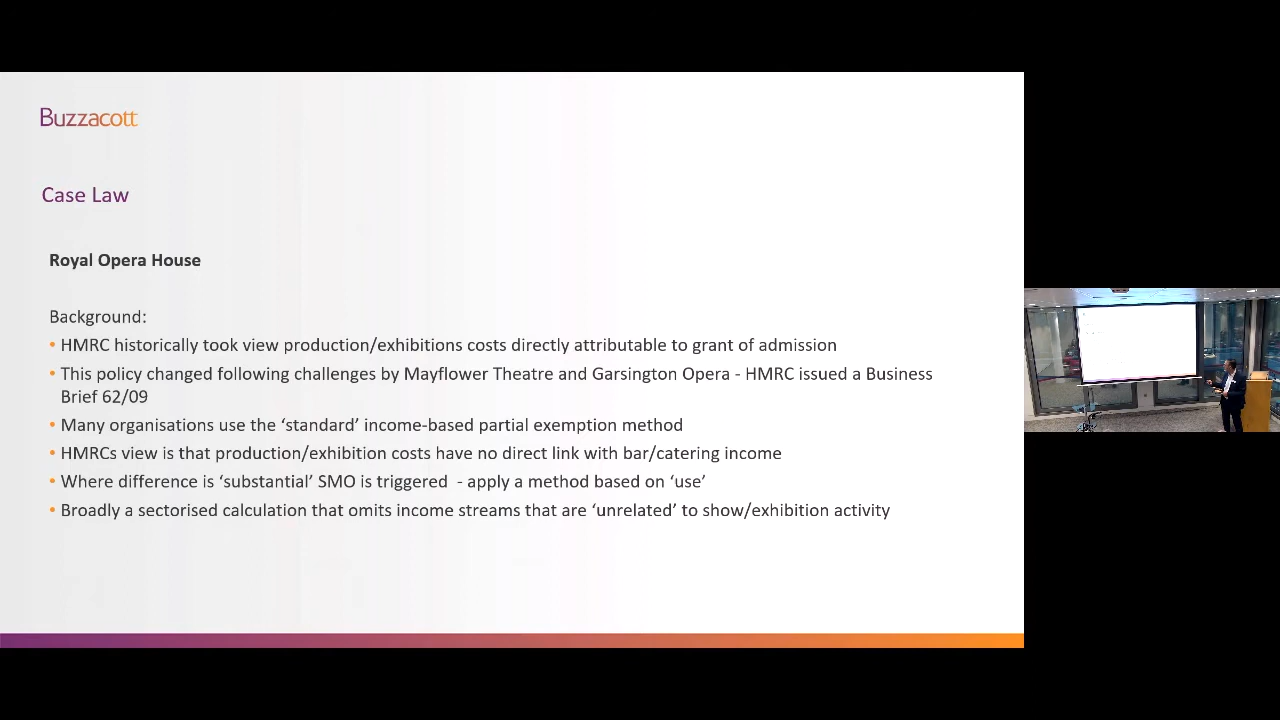 Buzzacott
Case Law
Royal Opera House
Background:
• HMRC historically took view production/exhibitions costs directly attributable to grant of admission
• This policy changed following challenges by Mayflower Theatre and Garsington Opera - HMRC issued a Business
Brief 62/09
• Many organisations use the ‘standard’ income-based partial exemption method
• HMRCs view is that production/exhibition costs have no direct link with bar/catering income
• Where difference is ‘substantial’ SMO is triggered  - apply a method based on ‘use’
• Broadly a sectorised calculation that omits income streams that are ‘unrelated’ to show/exhibition activity